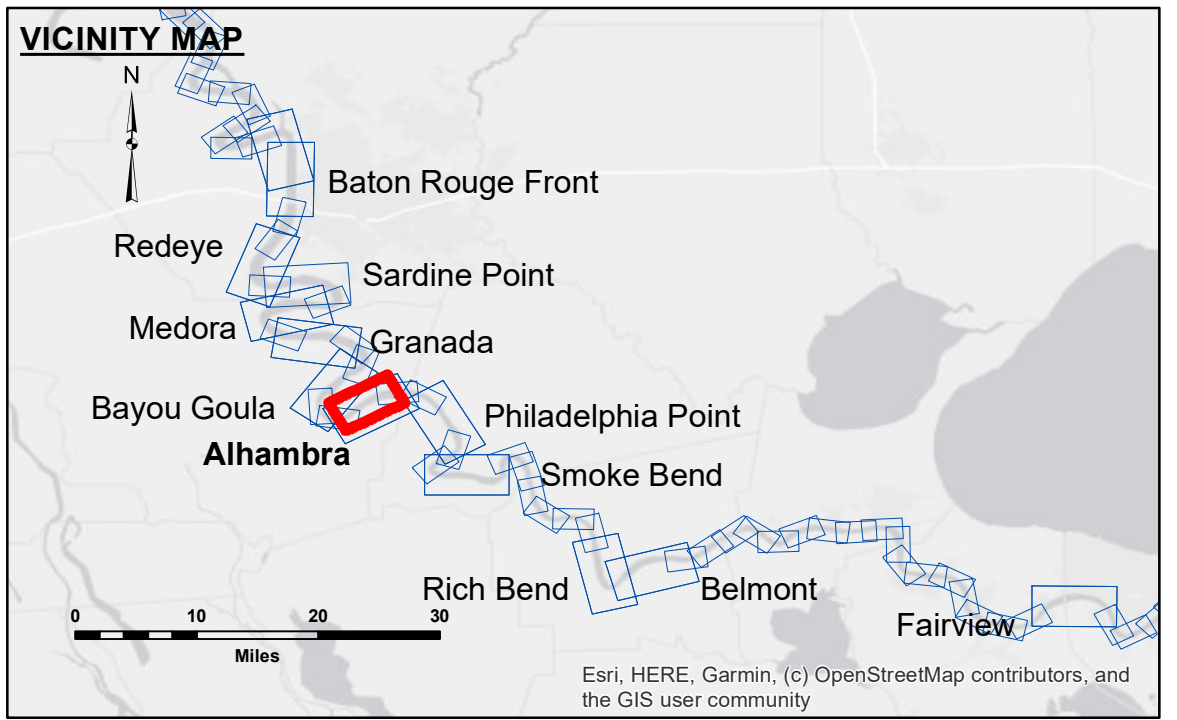 VICINITY MAP
N
Baton Rouge Front
Redeye
Sardine Point
Medora
Granada
Bayou Goula
Philadelphia Point
Alhambra
Smoke Bend
Rich Bend
Belmont
Fairview
0 10 20 30
Miles
Esri, HERE, Garmin, (c) OpenStreetMap contributors, and
the GIS user community